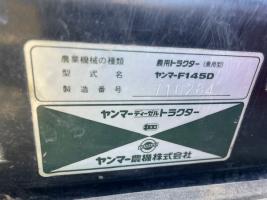 農業機械の種類 農用トラクター(乗用型)
型式名 ヤンマーF145D
製造番号 710264
ヤンマーディーゼルトラクター
ヤンマー農機株式会社